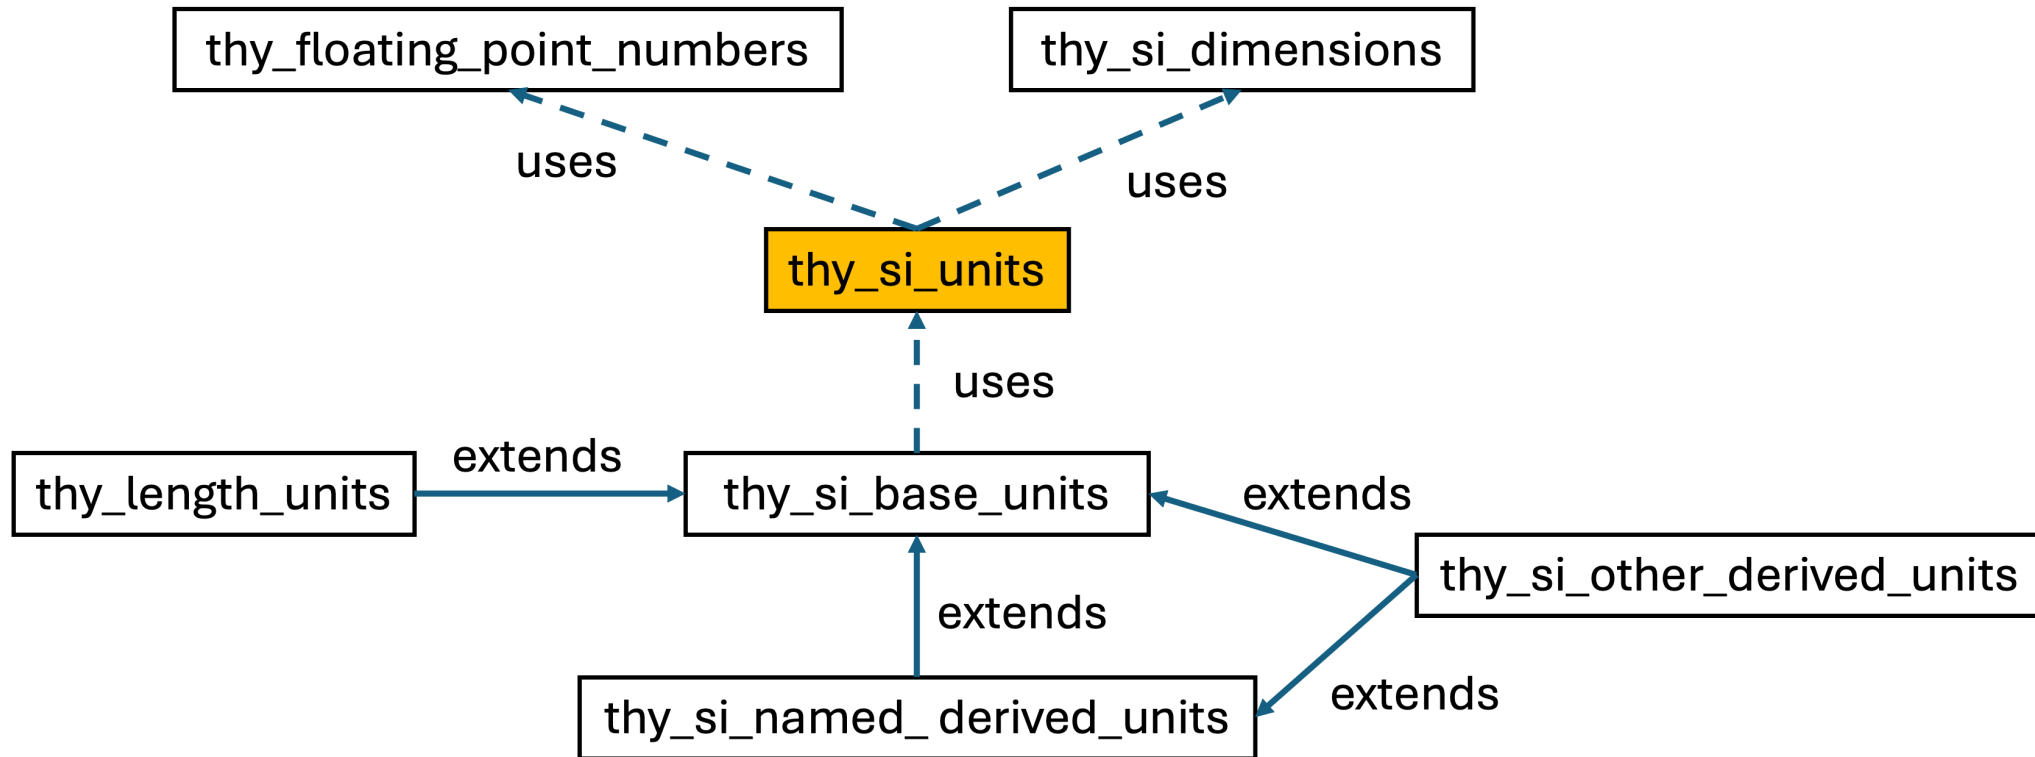 thy_floating_point_numbers
thy_si_dimensions
uses
uses
thy_si_units
uses
extends
thy_length_units
thy_si_base_units
extends
thy_si_other_derived_units
extends
extends
thy_si_named_ derived_units